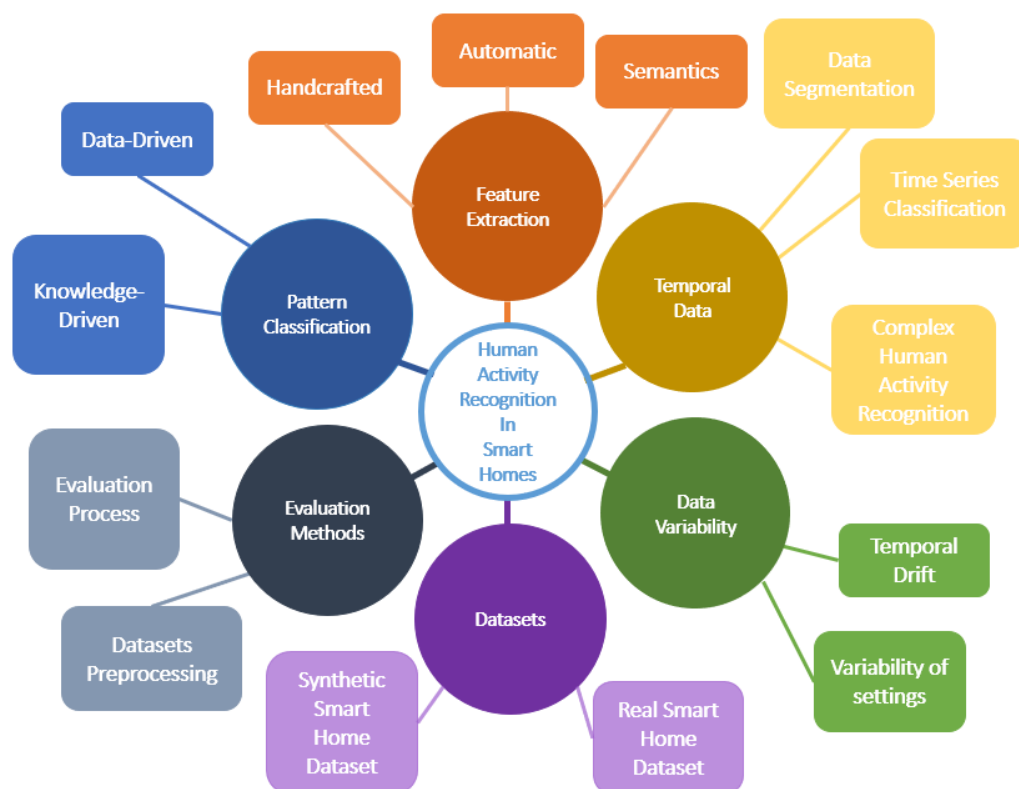 Automatic
Handcrafted
Semantics
Data
Segmentation
Data-Driven
Time Series
Classification
Feature
Extraction
Knowledge-
Driven
Pattern
Classification
Temporal
Data
Complex
Human
Activity
Recognition
Human
Activity
Recognition
In
Smart
Homes
Evaluation
Process
Evaluation
Methods
Data
Variability
Temporal
Drift
Datasets
Datasets
Preprocessing
Synthetic
Smart
Home
Dataset
Real Smart
Home
Dataset
Variability of
settings